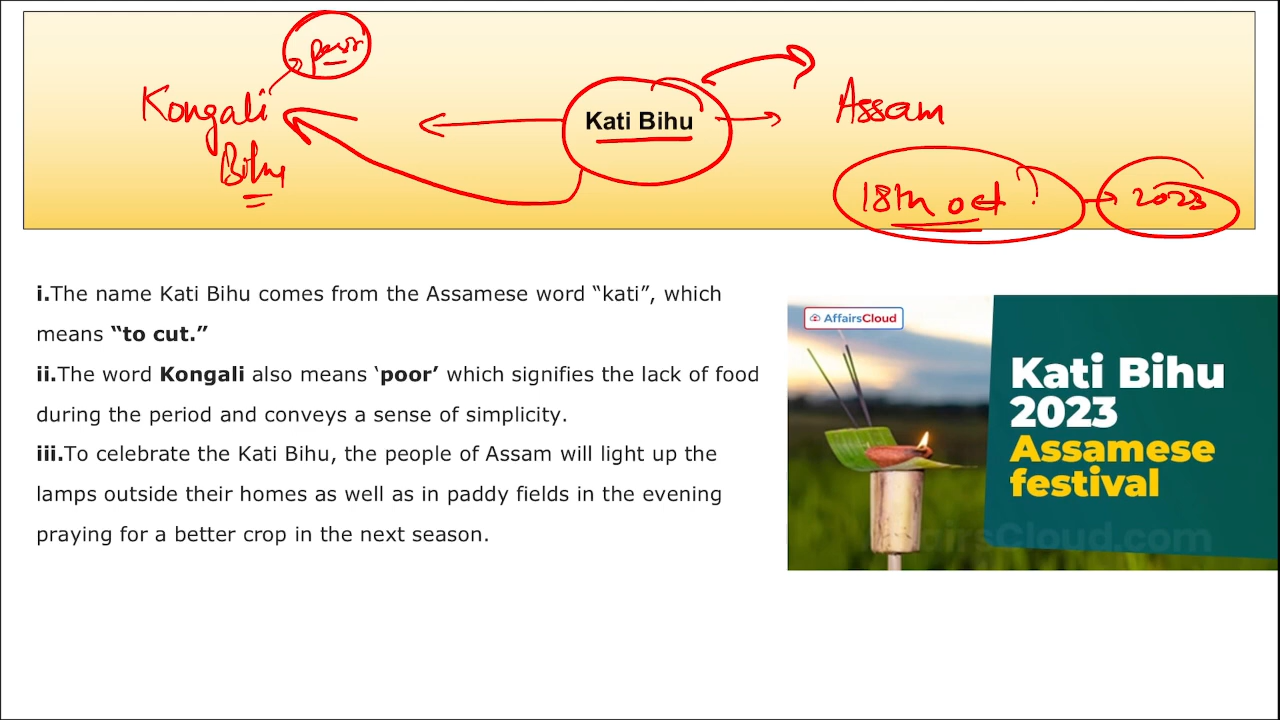 poor
Kongali
Bihu
Kati Bihu
Assam
18th oct ?
2023
i.The name Kati Bihu comes from the Assamese word “kati”, which
means “to cut.”
ii.The word Kongali also means ‘poor’ which signifies the lack of food
during the period and conveys a sense of simplicity.
iii.To celebrate the Kati Bihu, the people of Assam will light up the
lamps outside their homes as well as in paddy fields in the evening
praying for a better crop in the next season.
AffairsCloud
Kati Bihu
2023
Assamese
festival
airsCloud.com